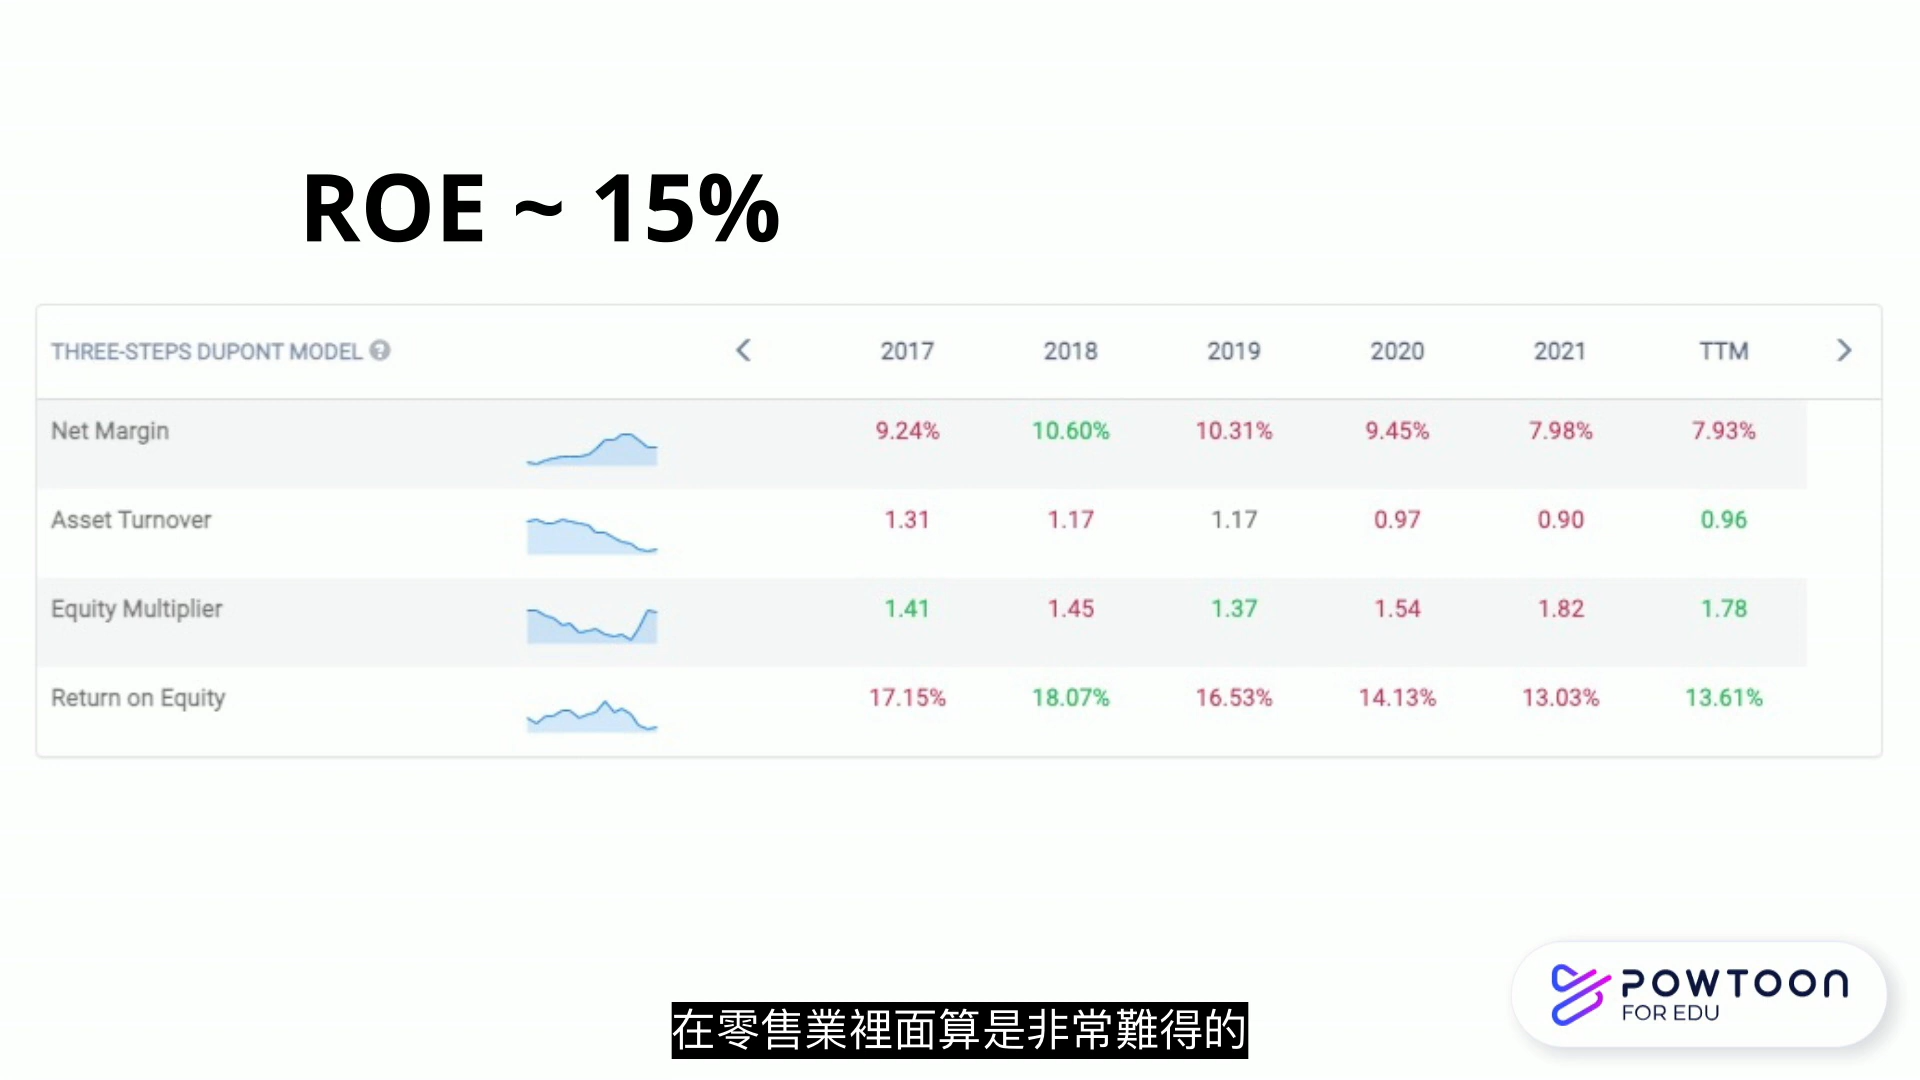 ROE ~ 15%
THREE-STEPS DUPONT MODEL ? 2017 2018 2019 2020 2021 TTM
Net Margin 9.24% 10.60% 10.31% 9.45% 7.98% 7.93%
Asset Turnover 1.31 1.17 1.17 0.97 0.90 0.96
Equity Multiplier 1.41 1.45 1.37 1.54 1.82 1.78
Return on Equity 17.15% 18.07% 16.53% 14.13% 13.03% 13.61%
POWTOON
FOR EDU
在零售業裡面算是非常難得的